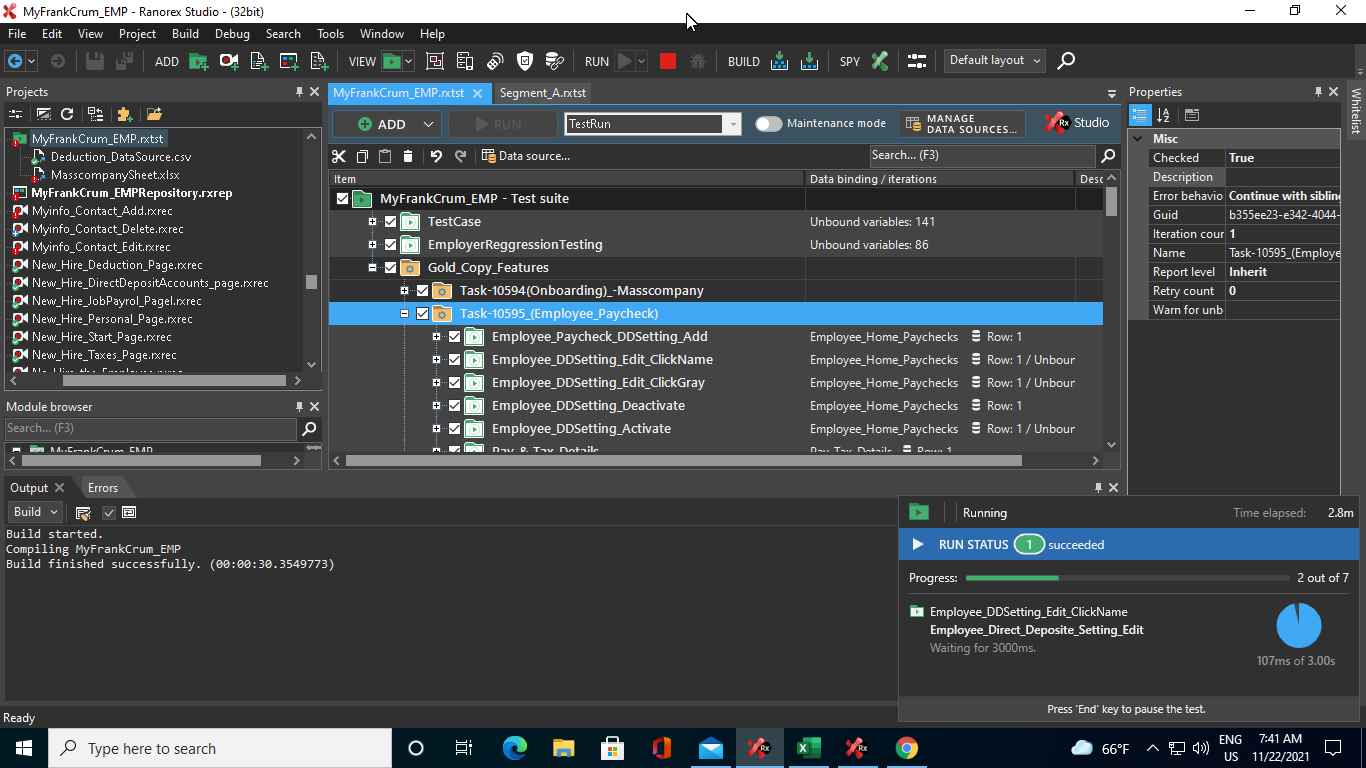 MyFrankCrum_EMP - Ranorex Studio - (32bit)
File Edit View Project Build Debug Search Tools Window Help
ADD VIEW RUN BUILD SPY Default layout
Projects
MyFrankCrum_EMP.rxtst
Deduction_DataSource.csv
MasscompanySheet.xlsx
MyFrankCrum_EMPRepository.rxrep
Myinfo_Contact_Add.rxrec
Myinfo_Contact_Delete.rxrec
Myinfo_Contact_Edit.rxrec
New_Hire_Deduction_Page.rxrec
New_Hire_DirectDepositAccounts_page.rxrec
New_Hire_JobPayrol_Pagel.rxrec
New_Hire_Personal_Page.rxrec
New_Hire_Start_Page.rxrec
New_Hire_Taxes_Page.rxrec
Module browser
Search... (F3)
MyFrankCrum_EMP
MyFrankCrum_EMP.rxtst Segment_A.rxtst
ADD RUN TestRun Maintenance mode MANAGE DATA SOURCES... Rx Studio
Data source... Search... (F3)
Item Data binding / iterations Desc
MyFrankCrum_EMP - Test suite
TestCase Unbound variables: 141
EmployerReggressionTesting Unbound variables: 86
Gold_Copy_Features
Task-10594(Onboarding)_-Masscompany
Task-10595_(Employee_Paycheck)
Employee_Paycheck_DDSetting_Add Employee_Home_Paychecks Row: 1
Employee_DDSetting_Edit_ClickName Employee_Home_Paychecks Row: 1 / Unbour
Employee_DDSetting_Edit_ClickGray Employee_Home_Paychecks Row: 1 / Unbour
Employee_DDSetting_Deactivate Employee_Home_Paychecks Row: 1
Employee_DDSetting_Activate Employee_Home_Paychecks Row: 1 / Unbour
Pay_&_Tax_Details Pay_Tax_Details Row: 1
Properties
Misc
Checked True
Description
Error behavio Continue with siblin
Guid b355ee23-e342-4044-
Iteration cour 1
Name Task-10595_(Employe
Report level Inherit
Retry count 0
Warn for unb
Whitelist
Output Errors
Build
Build started.
Compiling MyFrankCrum_EMP
Build finished successfully. (00:00:30.3549773)
Running Time elapsed: 2.8m
RUN STATUS 1 succeeded
Progress: 2 out of 7
Employee_DDSetting_Edit_ClickName
Employee_Direct_Deposite_Setting_Edit
Waiting for 3000ms.
107ms of 3.00s
Press 'End' key to pause the test.
Ready
Type here to search
66°F
ENG
US
7:41 AM
11/22/2021